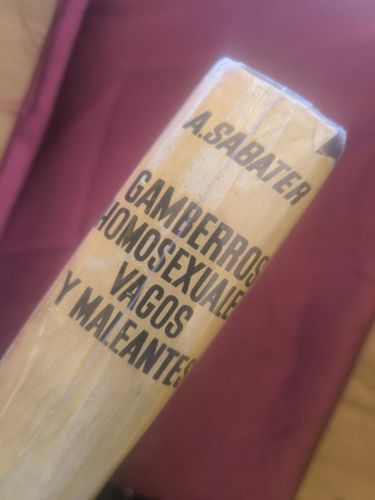 A. SABATER
GAMBERROS
HOMOSEXUALES
VAGOS
Y MALEANTES